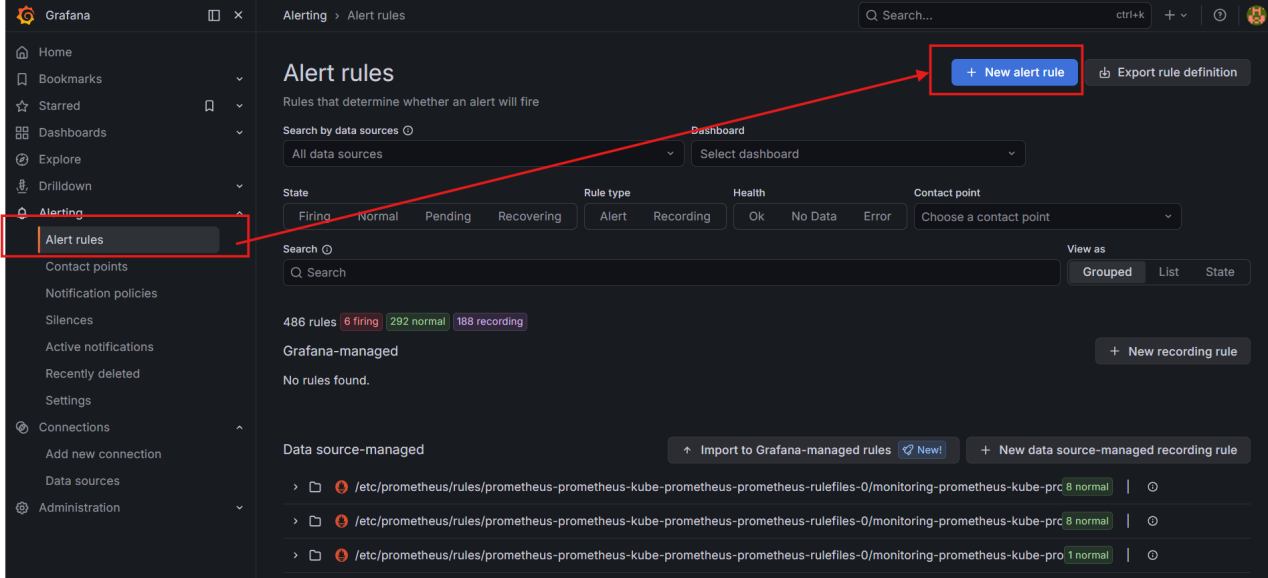 Grafana
Alerting › Alert rules
Search...
ctrl+k
Home
Bookmarks
Starred
Dashboards
Explore
Drilldown
Alerting
Alert rules
Contact points
Notification policies
Silences
Active notifications
Recently deleted
Settings
Connections
Add new connection
Data sources
Administration
Alert rules
+ New alert rule
Export rule definition
Rules that determine whether an alert will fire
Search by data sources
Dashboard
All data sources
Select dashboard
State
Rule type
Health
Contact point
Firing Normal Pending Recovering
Alert Recording
Ok No Data Error
Choose a contact point
Search
View as
Search
Grouped List State
486 rules 6 firing 292 normal 188 recording
Grafana-managed
+ New recording rule
No rules found.
Data source-managed
Import to Grafana-managed rules New!
+ New data source-managed recording rule
/etc/prometheus/rules/prometheus-prometheus-kube-prometheus-prometheus-rulefiles-0/monitoring-prometheus-kube-prc 8 normal
/etc/prometheus/rules/prometheus-prometheus-kube-prometheus-prometheus-rulefiles-0/monitoring-prometheus-kube-prc 8 normal
/etc/prometheus/rules/prometheus-prometheus-kube-prometheus-prometheus-rulefiles-0/monitoring-prometheus-kube-pro 1 normal